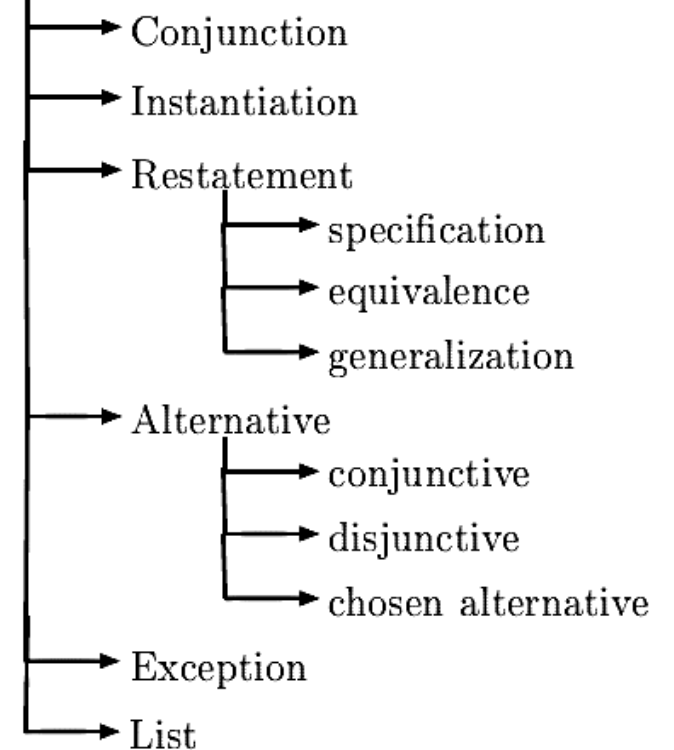 Conjunction
Instantiation
Restatement
specification
equivalence
generalization
Alternative
conjunctive
disjunctive
chosen alternative
Exception
List